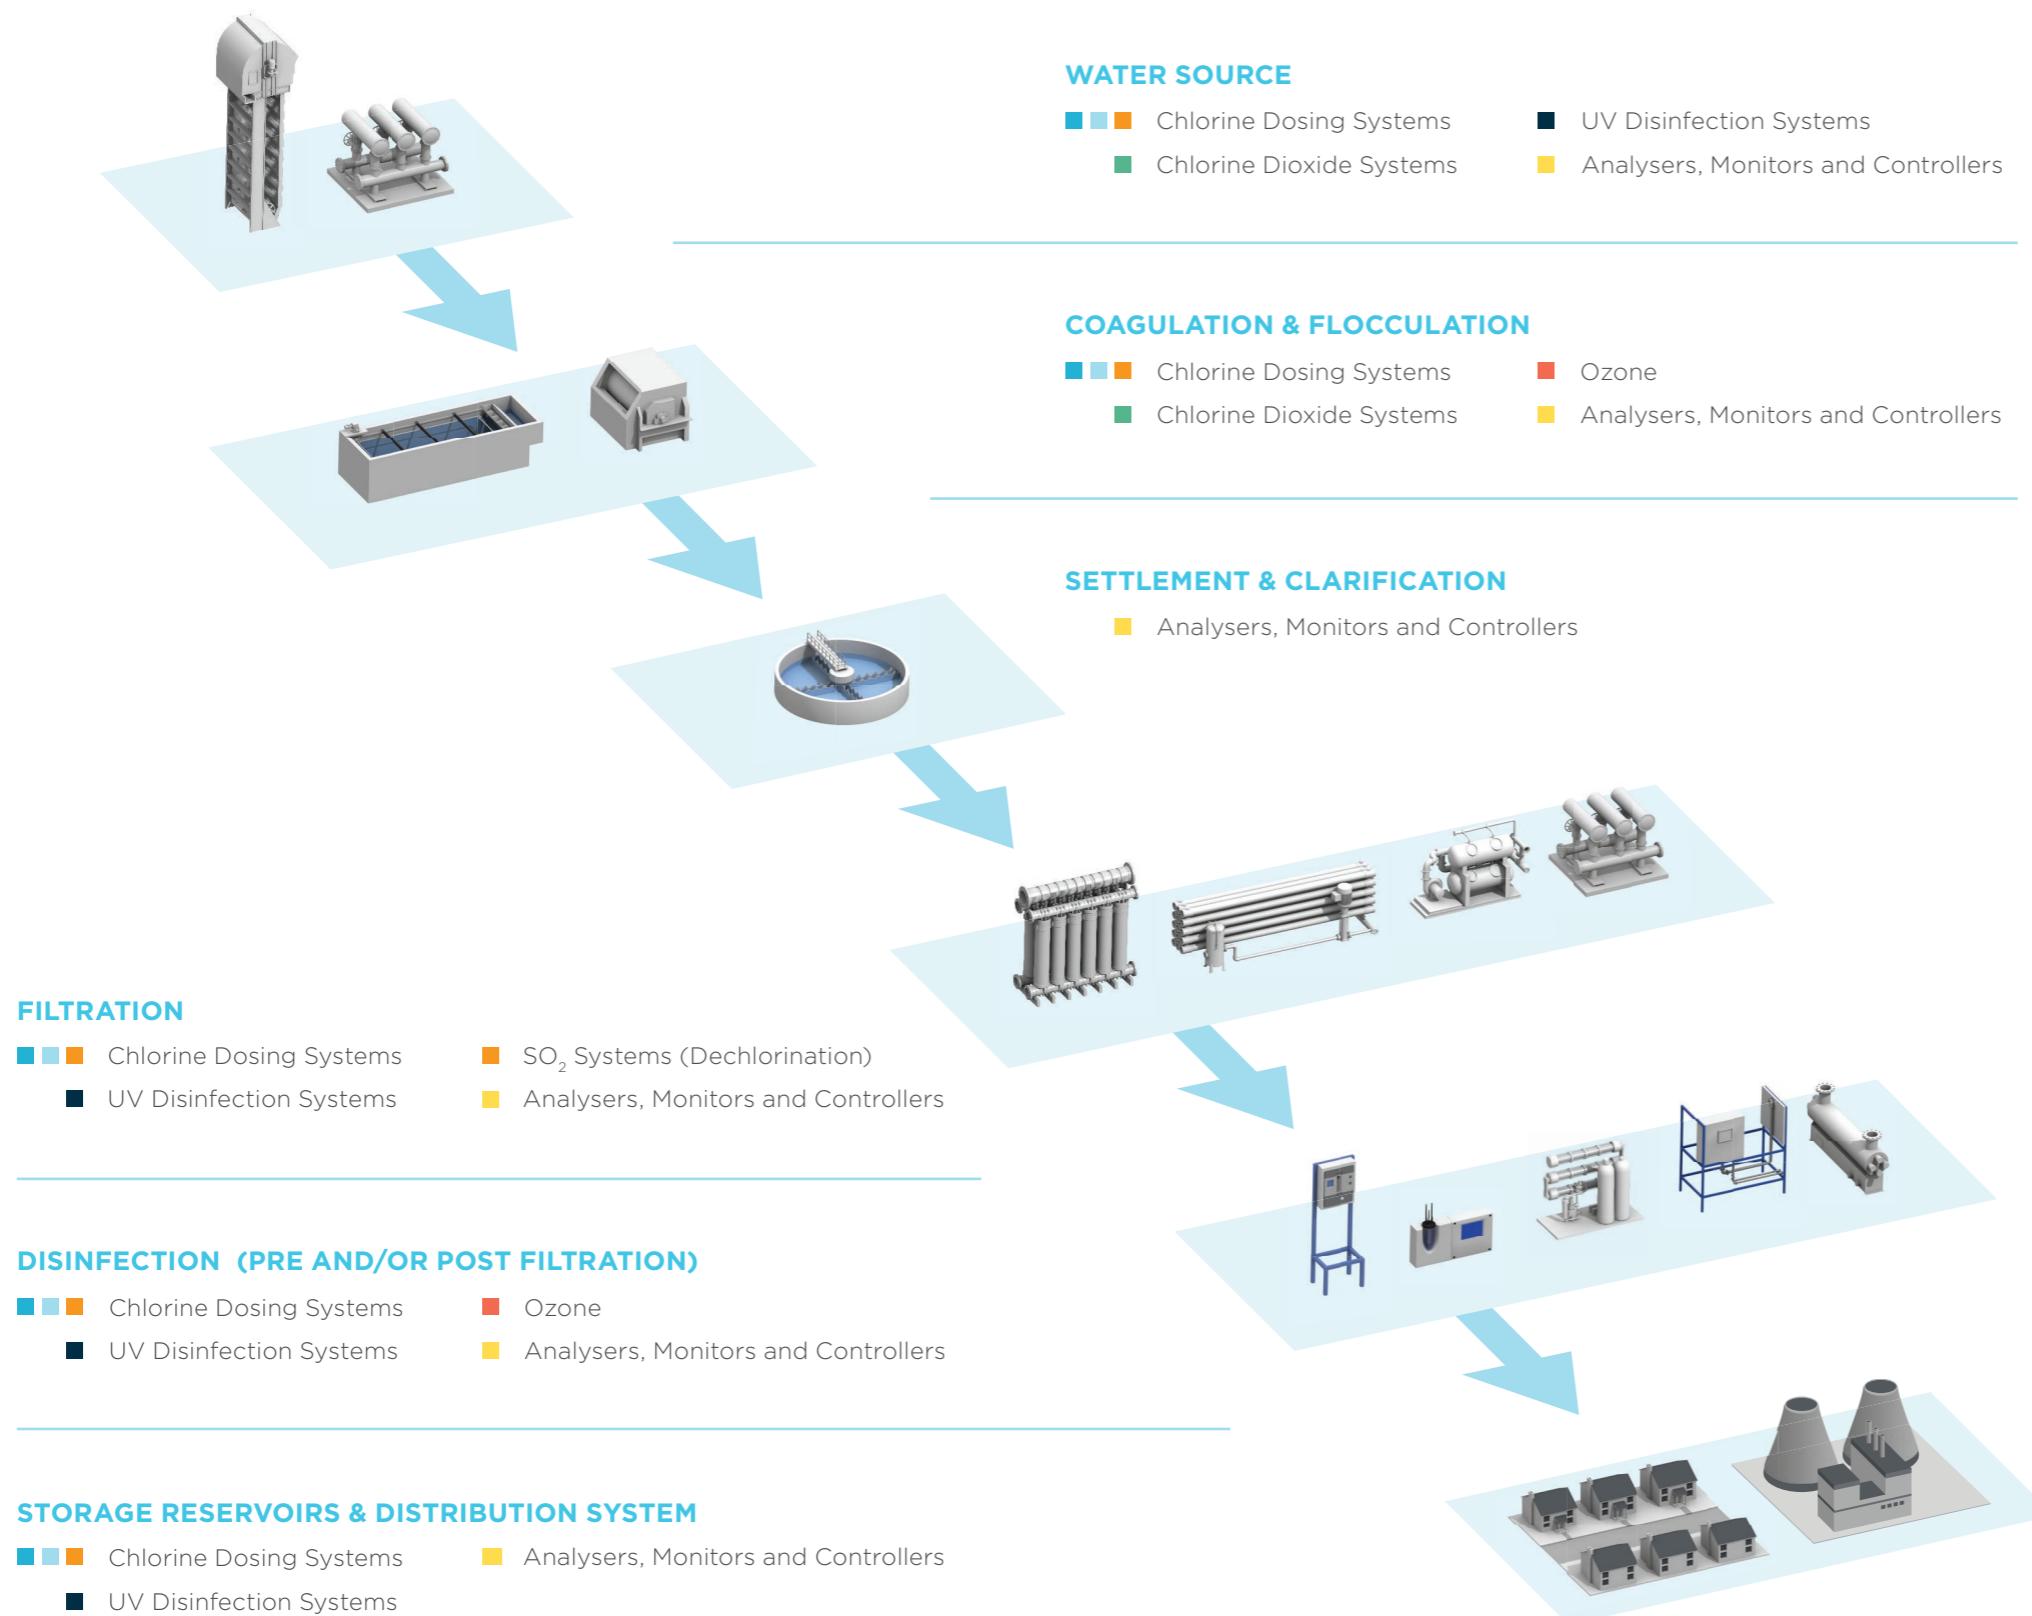 WATER SOURCE
Chlorine Dosing Systems
UV Disinfection Systems
Chlorine Dioxide Systems
Analysers, Monitors and Controllers
COAGULATION & FLOCCULATION
Chlorine Dosing Systems
Ozone
Chlorine Dioxide Systems
Analysers, Monitors and Controllers
SETTLEMENT & CLARIFICATION
Analysers, Monitors and Controllers
FILTRATION
Chlorine Dosing Systems
SO₂ Systems (Dechlorination)
UV Disinfection Systems
Analysers, Monitors and Controllers
DISINFECTION (PRE AND/OR POST FILTRATION)
Chlorine Dosing Systems
Ozone
UV Disinfection Systems
Analysers, Monitors and Controllers
STORAGE RESERVOIRS & DISTRIBUTION SYSTEM
Chlorine Dosing Systems
Analysers, Monitors and Controllers
UV Disinfection Systems